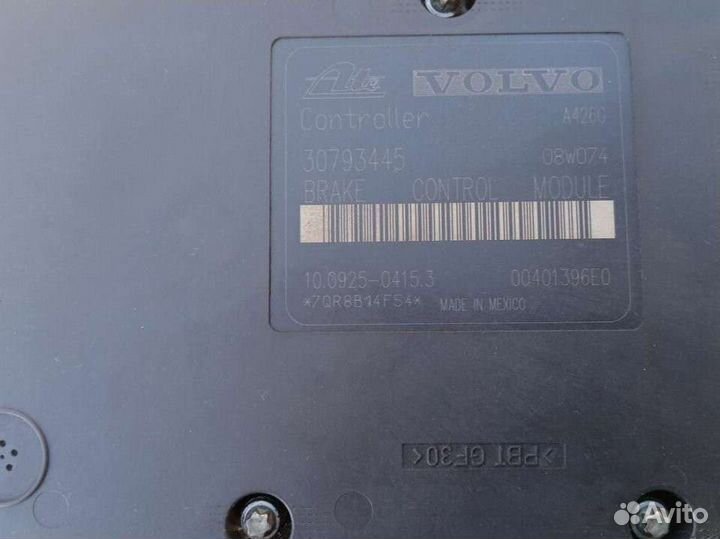 Ate VOLVO
Controller A426C
30793445 08W074
BRAKE CONTROL MODULE
10.0925-0415.3 00401396E0
*7QR8B14FS4* MADE IN MEXICO
>PBT GF30<
Avito